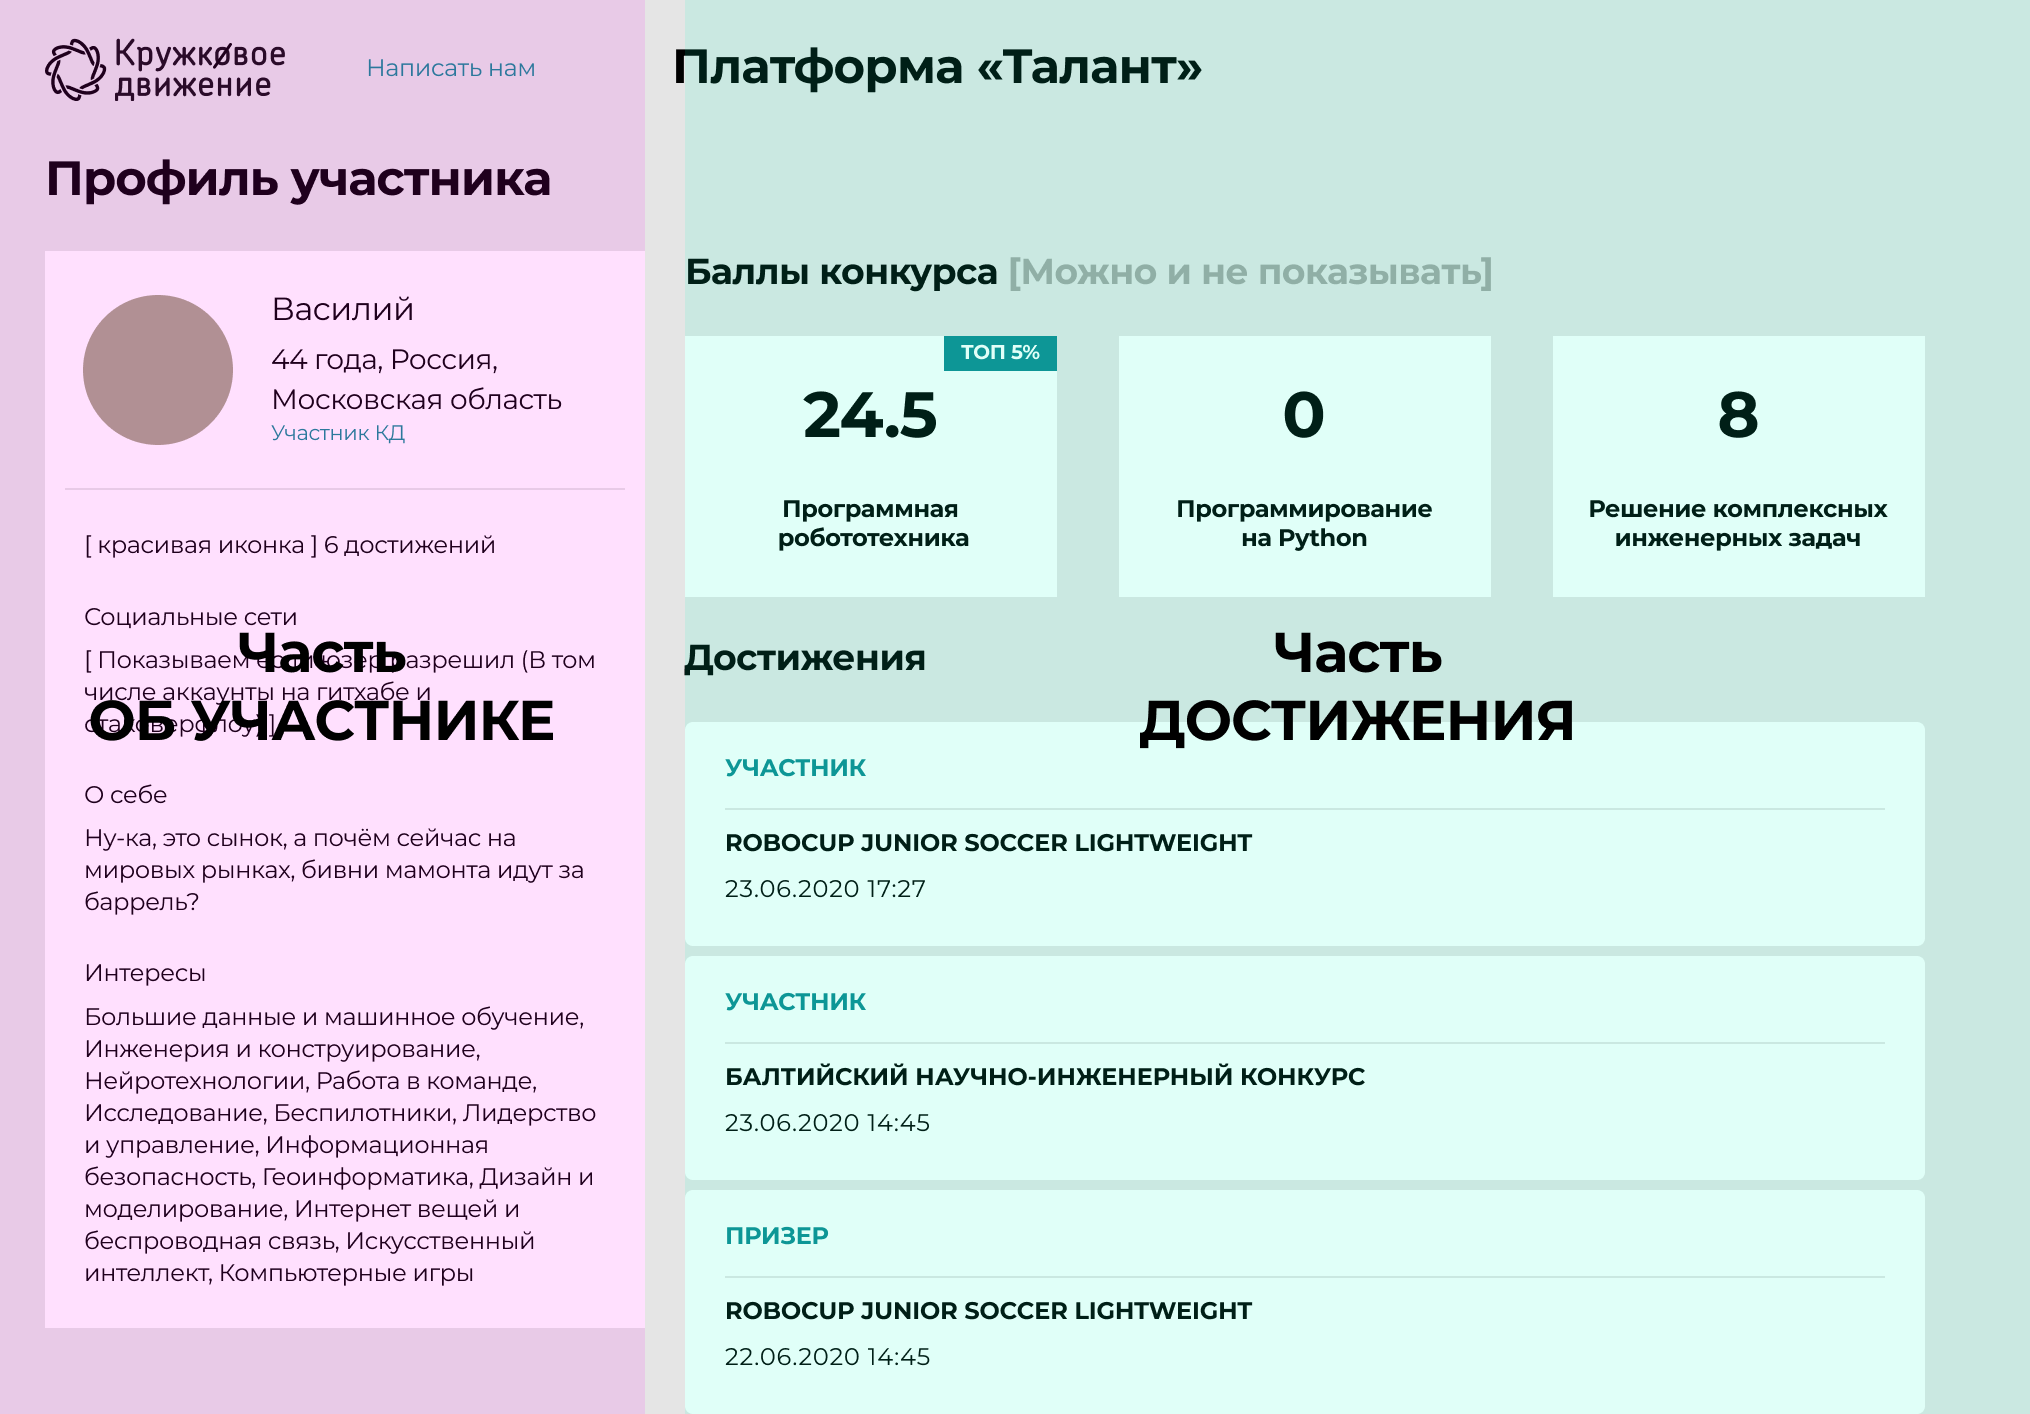 Кружковое
движение
Написать нам
Платформа «Талант»
Профиль участника
Василий
44 года, Россия,
Московская область
Участник КД
[ красивая иконка ] 6 достижений
Социальные сети
[ Показываем если юзер разрешил (В том
числе аккаунты на гитхабе и
стаковерфлоу) ]
Часть
ОБ УЧАСТНИКЕ
О себе
Ну-ка, это сынок, а почём сейчас на
мировых рынках, бивни мамонта идут за
баррель?
Интересы
Большие данные и машинное обучение,
Инженерия и конструирование,
Нейротехнологии, Работа в команде,
Исследование, Беспилотники, Лидерство
и управление, Информационная
безопасность, Геоинформатика, Дизайн и
моделирование, Интернет вещей и
беспроводная связь, Искусственный
интеллект, Компьютерные игры
Баллы конкурса [Можно и не показывать]
ТОП 5%
24.5
Программная
робототехника
0
Программирование
на Python
8
Решение комплексных
инженерных задач
Достижения
Часть
ДОСТИЖЕНИЯ
УЧАСТНИК
ROBOCUP JUNIOR SOCCER LIGHTWEIGHT
23.06.2020 17:27
УЧАСТНИК
БАЛТИЙСКИЙ НАУЧНО-ИНЖЕНЕРНЫЙ КОНКУРС
23.06.2020 14:45
ПРИЗЕР
ROBOCUP JUNIOR SOCCER LIGHTWEIGHT
22.06.2020 14:45